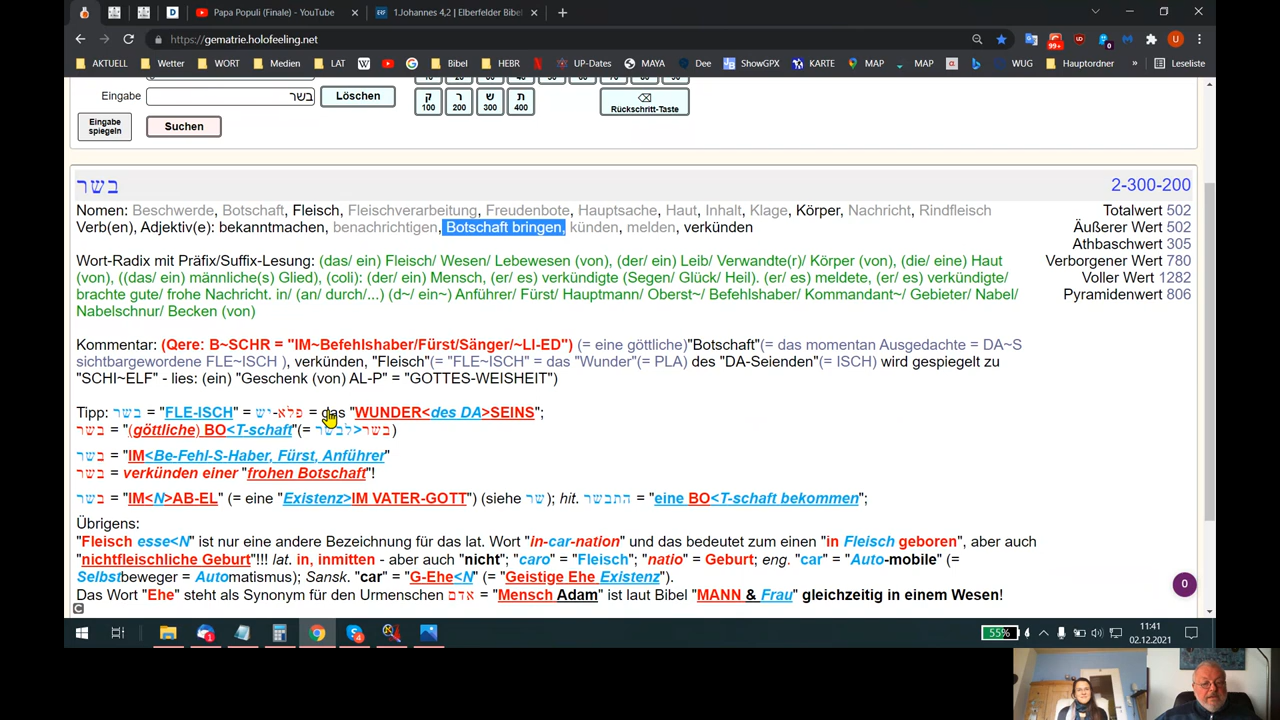 Papa Populi (Finale) - YouTube
1.Johannes 4,2 | Elberfelder Bibel
https://gematrie.holofeeling.net
AKTUELL Wetter WORT Medien LAT Bibel HEBR UP-Dates MAYA Dee ShowGPX KARTE MAP MAP WUG Hauptordner » Leseliste
Eingabe בשר Löschen
ק 100 ר 200 ש 300 ת 400 Rückschritt-Taste
Eingabe spiegeln Suchen
בשר 2-300-200
Nomen: Beschwerde, Botschaft, Fleisch, Fleischverarbeitung, Freudenbote, Hauptsache, Haut, Inhalt, Klage, Körper, Nachricht, Rindfleisch
Verb(en), Adjektiv(e): bekanntmachen, benachrichtigen, Botschaft bringen, künden, melden, verkünden
Totalwert 502
Äußerer Wert 502
Athbaschwert 305
Verborgener Wert 780
Voller Wert 1282
Pyramidenwert 806
Wort-Radix mit Präfix/Suffix-Lesung: (das/ ein) Fleisch/ Wesen/ Lebewesen (von), (der/ ein) Leib/ Verwandte(r)/ Körper (von), (die/ eine) Haut
(von), ((das/ ein) männliche(s) Glied), (coli): (der/ ein) Mensch, (er/ es) verkündigte (Segen/ Glück/ Heil). (er/ es) meldete, (er/ es) verkündigte/
brachte gute/ frohe Nachricht. in/ (an/ durch/...) (d~/ ein~) Anführer/ Fürst/ Hauptmann/ Oberst~/ Befehlshaber/ Kommandant~/ Gebieter/ Nabel/
Nabelschnur/ Becken (von)
Kommentar: (Qere: B~SCHR = "IM~Befehlshaber/Fürst/Sänger/~LI-ED") (= eine göttliche)"Botschaft"(= das momentan Ausgedachte = DA~S
sichtbargewordene FLE~ISCH ), verkünden, "Fleisch"(= "FLE~ISCH" = das "Wunder"(= PLA) des "DA-Seienden"(= ISCH) wird gespiegelt zu
"SCHI~ELF" - lies: (ein) "Geschenk (von) AL-P" = "GOTTES-WEISHEIT")
Tipp: בשר = "FLE-ISCH" = פלא-יש = das "WUNDER<des DA>SEINS";
בשר = "(göttliche) BO<T-schaft"(= בשר<לבשר)
בשר = "IM<Be-Fehl-S-Haber, Fürst, Anführer"
בשר = verkünden einer "frohen Botschaft"!
בשר = "IM<N>AB-EL" (= eine "Existenz>IM VATER-GOTT") (siehe שר); hit. התבשר = "eine BO<T-schaft bekommen";
Übrigens:
"Fleisch esse<N" ist nur eine andere Bezeichnung für das lat. Wort "in-car-nation" und das bedeutet zum einen "in Fleisch geboren", aber auch
"nichtfleischliche Geburt"!!! lat. in, inmitten - aber auch "nicht"; "caro" = "Fleisch"; "natio" = Geburt; eng. "car" = "Auto-mobile" (=
Selbstbeweger = Automatismus); Sansk. "car" = "G-Ehe<N" (= "Geistige Ehe Existenz").
Das Wort "Ehe" steht als Synonym für den Urmenschen אדם = "Mensch Adam" ist laut Bibel "MANN & Frau" gleichzeitig in einem Wesen!
0
55%
11:41
02.12.2021